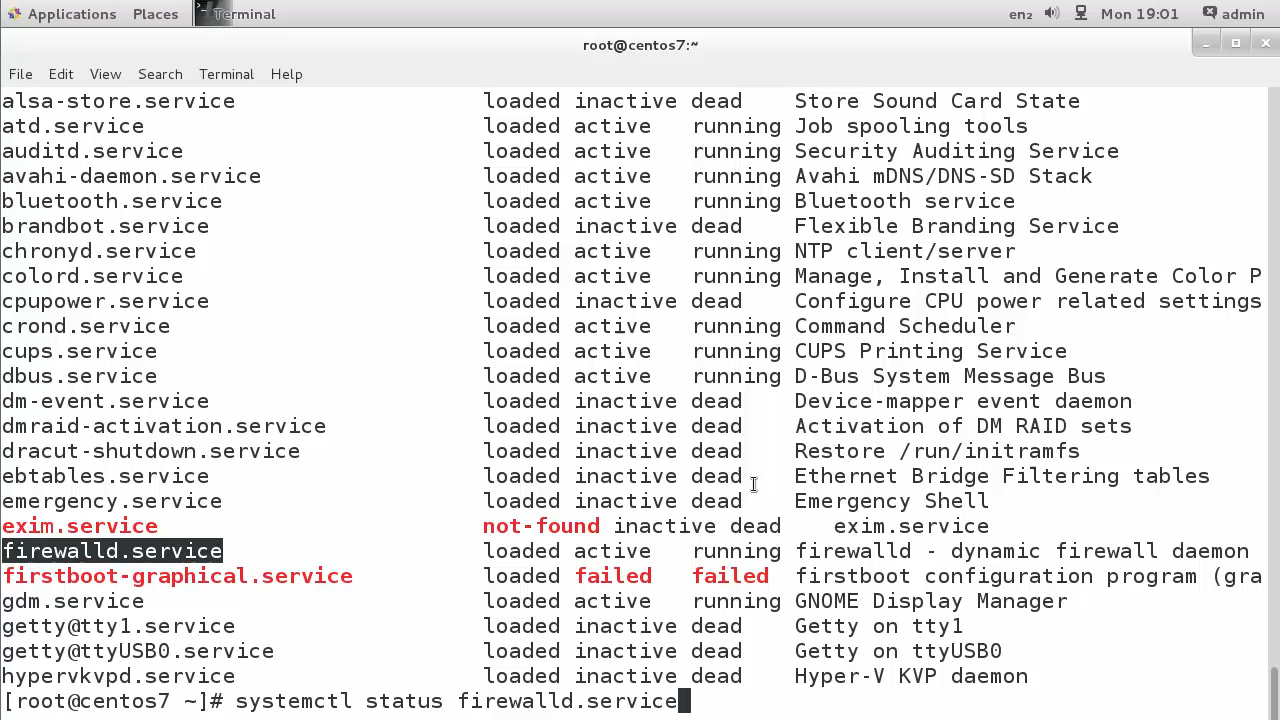 Applications Places Terminal en₂ Mon 19:01 admin
root@centos7:~
File Edit View Search Terminal Help
alsa-store.service loaded inactive dead Store Sound Card State
atd.service loaded active running Job spooling tools
auditd.service loaded active running Security Auditing Service
avahi-daemon.service loaded active running Avahi mDNS/DNS-SD Stack
bluetooth.service loaded active running Bluetooth service
brandbot.service loaded inactive dead Flexible Branding Service
chronyd.service loaded active running NTP client/server
colord.service loaded active running Manage, Install and Generate Color P
cpupower.service loaded inactive dead Configure CPU power related settings
crond.service loaded active running Command Scheduler
cups.service loaded active running CUPS Printing Service
dbus.service loaded active running D-Bus System Message Bus
dm-event.service loaded inactive dead Device-mapper event daemon
dmraid-activation.service loaded inactive dead Activation of DM RAID sets
dracut-shutdown.service loaded inactive dead Restore /run/initramfs
ebtables.service loaded inactive dead Ethernet Bridge Filtering tables
emergency.service loaded inactive dead Emergency Shell
exim.service not-found inactive dead exim.service
firewalld.service loaded active running firewalld - dynamic firewall daemon
firstboot-graphical.service loaded failed failed firstboot configuration program (gra
gdm.service loaded active running GNOME Display Manager
getty@tty1.service loaded inactive dead Getty on tty1
getty@ttyUSB0.service loaded inactive dead Getty on ttyUSB0
hypervkvpd.service loaded inactive dead Hyper-V KVP daemon
[root@centos7 ~]# systemctl status firewalld.service